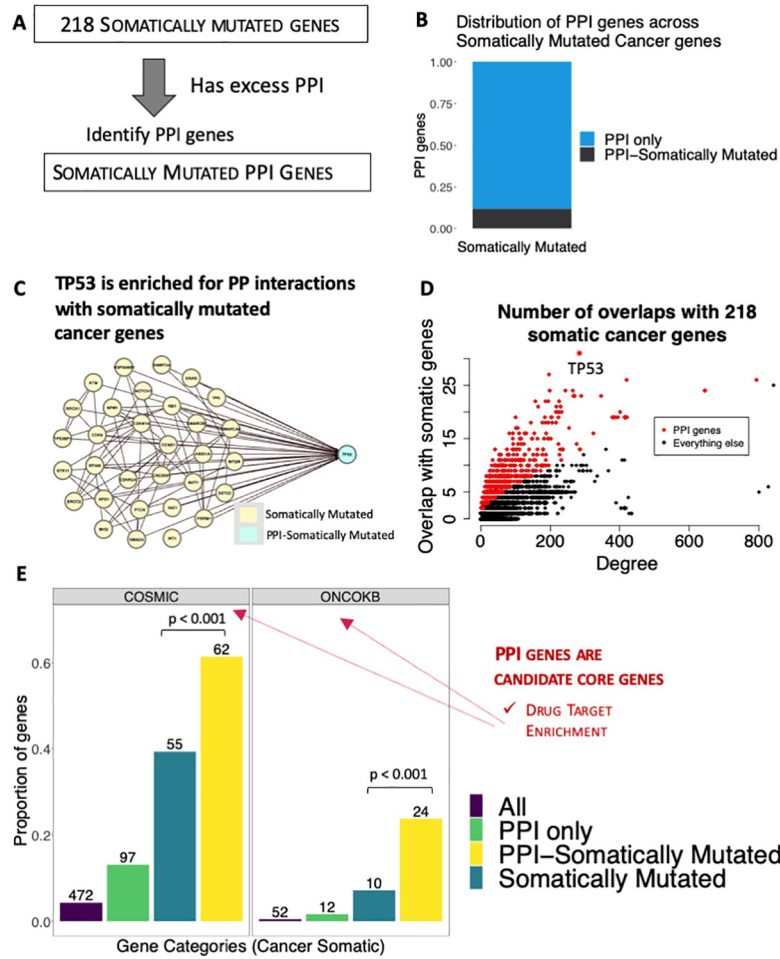 A
218 SOMATICALLY MUTATED GENES
Has excess PPI
Identify PPI genes
SOMATICALLY MUTATED PPI GENES
B
Distribution of PPI genes across
Somatically Mutated Cancer genes
1.00
0.75
0.50
0.25
0.00
PPI genes
Somatically Mutated
PPI only
PPI−Somatically Mutated
C
TP53 is enriched for PP interactions
with somatically mutated
cancer genes
ATM
VHL
TP53
Somatically Mutated
PPI-Somatically Mutated
D
Number of overlaps with 218
somatic cancer genes
Overlap with somatic genes
25
15
5
0
TP53
PPI genes
Everything else
0
200
400
600
800
Degree
E
COSMIC
ONCOKB
p < 0.001
62
55
97
472
p < 0.001
24
10
12
52
0.6
0.4
0.2
0.0
Proportion of genes
Gene Categories (Cancer Somatic)
PPI GENES ARE
CANDIDATE CORE GENES
✓ DRUG TARGET
ENRICHMENT
All
PPI only
PPI−Somatically Mutated
Somatically Mutated